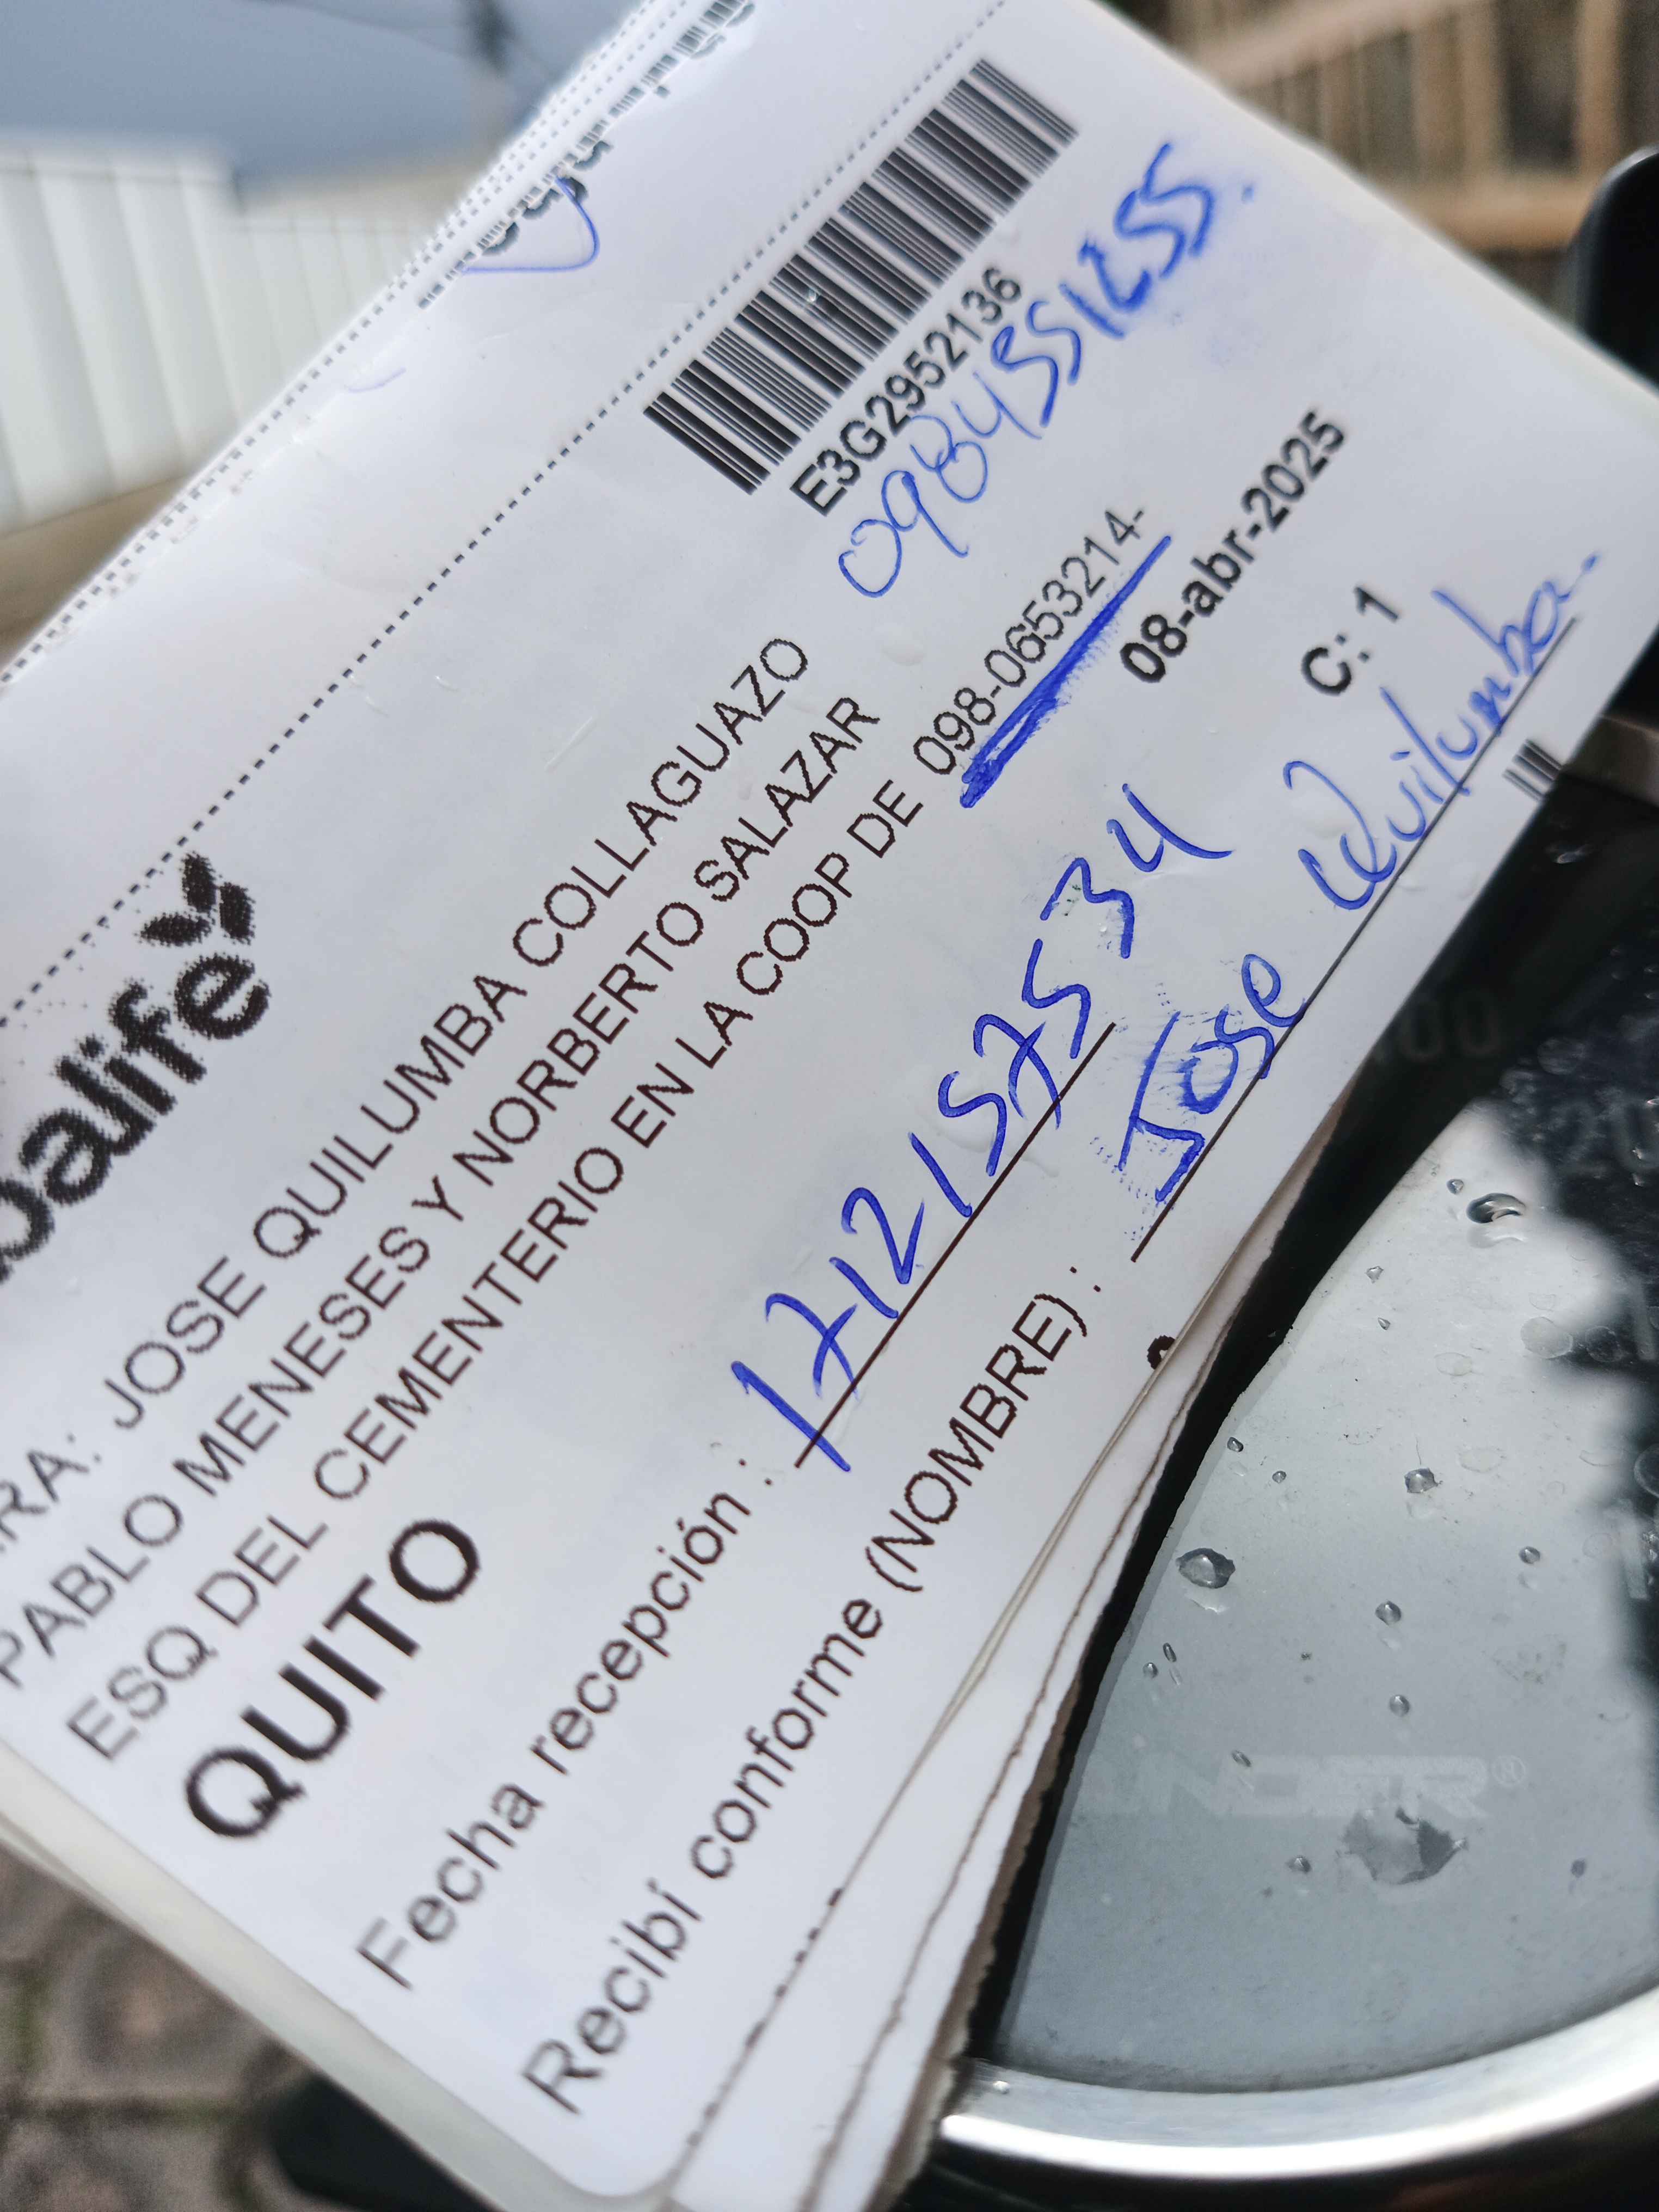 E3G2952136
0984551255.
balife
RA: JOSE QUILUMBA COLLAGUAZO
PABLO MENESES Y NORBERTO SALAZAR
ESQ DEL CEMENTERIO EN LA COOP DE 098-0653214-
QUITO
08-abr-2025
C: 1
Fecha recepción : 1712157534
Recibí conforme (NOMBRE) : Jose Quilumba.